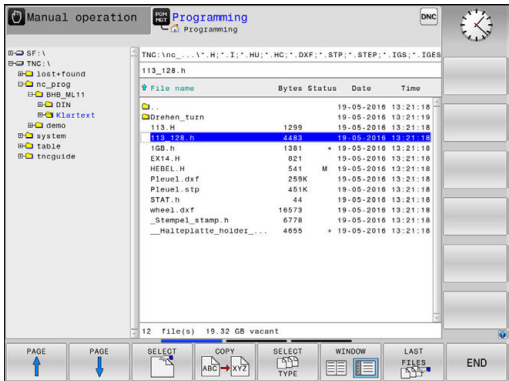 Manual operation
PGM
MGT
Programming
Programming
DNC
SF:\
TNC:\
lost+found
nc_prog
BHB_ML11
DIN
Klartext
demo
system
table
tncguide
TNC:\nc_...\*.H;*.I;*.HU;*.HC;*.DXF;*.STP;*.STEP;*.IGS;*.IGES
113_128.h
File name Bytes Status Date Time
.. 19-05-2016 13:21:18
Drehen_turn 19-05-2016 13:21:19
113.H 1299 19-05-2016 13:21:18
113_128.h 4483 19-05-2016 13:21:18
1GB.h 1381 + 19-05-2016 13:21:18
EX14.H 821 19-05-2016 13:21:18
HEBEL.H 541 M 19-05-2016 13:21:18
Pleuel.dxf 259K 19-05-2016 13:21:18
Pleuel.stp 451K 19-05-2016 13:21:18
STAT.h 44 19-05-2016 13:21:18
wheel.dxf 16573 19-05-2016 13:21:18
_Stempel_stamp.h 6778 19-05-2016 13:21:18
__Halteplatte_holder_... 4655 + 19-05-2016 13:21:18
12 file(s) 19.32 GB vacant
PAGE
PAGE
SELECT
COPY
ABC XYZ
SELECT
TYPE
WINDOW
LAST
FILES
END